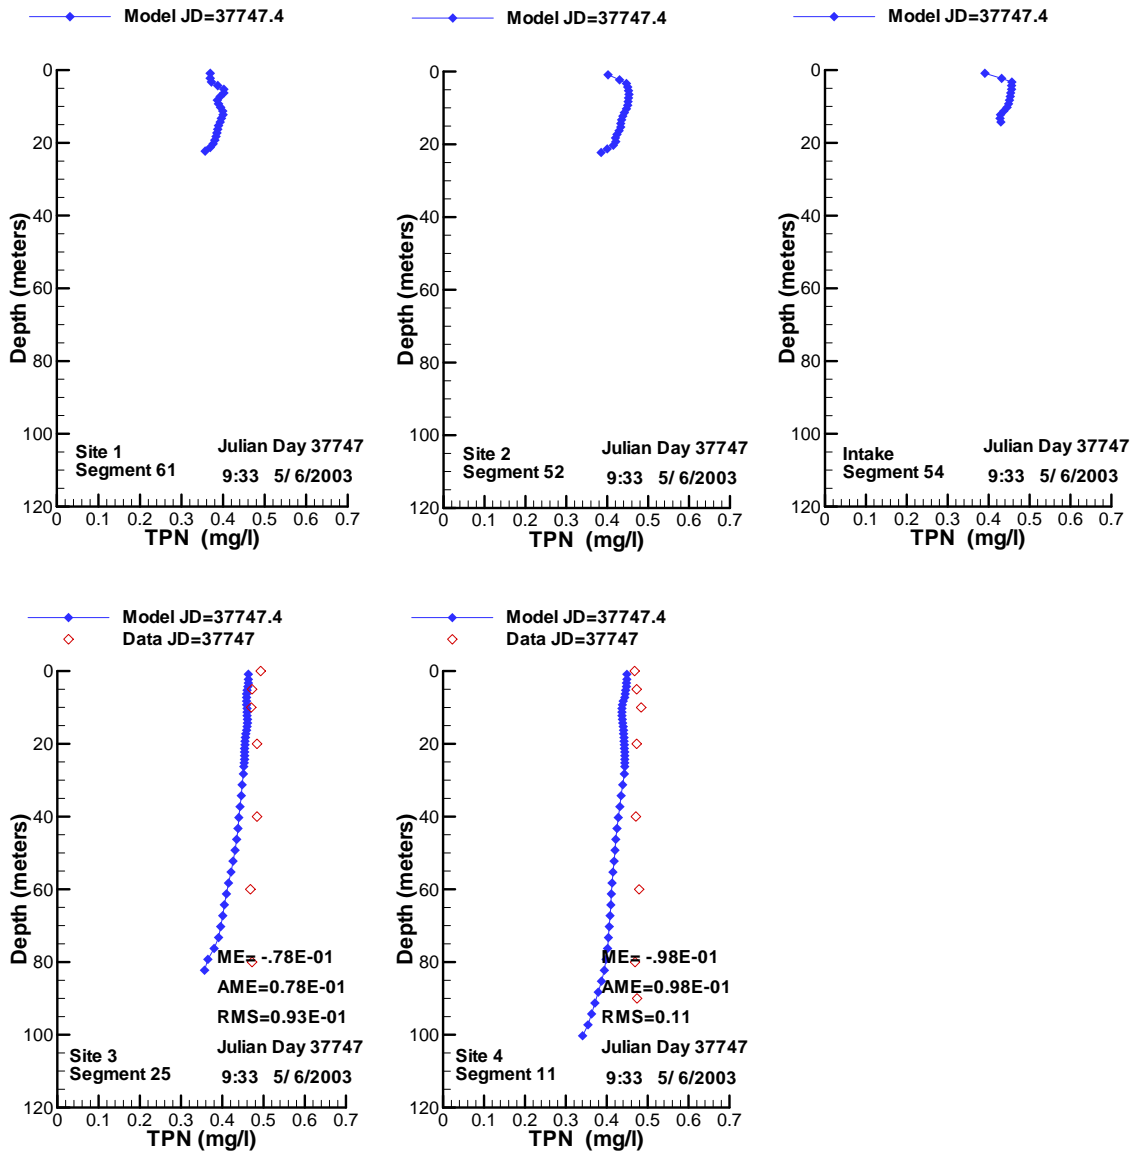 Model JD=37747.4
0
20
40
60
80
100
120
Depth (meters)
Site 1
Segment 61
Julian Day 37747
9:33 5/ 6/2003
0 0.1 0.2 0.3 0.4 0.5 0.6 0.7
TPN (mg/l)
Model JD=37747.4
0
20
40
60
80
100
120
Depth (meters)
Site 2
Segment 52
Julian Day 37747
9:33 5/ 6/2003
0 0.1 0.2 0.3 0.4 0.5 0.6 0.7
TPN (mg/l)
Model JD=37747.4
0
20
40
60
80
100
120
Depth (meters)
Intake
Segment 54
Julian Day 37747
9:33 5/ 6/2003
0 0.1 0.2 0.3 0.4 0.5 0.6 0.7
TPN (mg/l)
Model JD=37747.4
Data JD=37747
0
20
40
60
80
100
120
Depth (meters)
ME= -.78E-01
AME=0.78E-01
RMS=0.93E-01
Site 3
Segment 25
Julian Day 37747
9:33 5/ 6/2003
0 0.1 0.2 0.3 0.4 0.5 0.6 0.7
TPN (mg/l)
Model JD=37747.4
Data JD=37747
0
20
40
60
80
100
120
Depth (meters)
ME= -.98E-01
AME=0.98E-01
RMS=0.11
Site 4
Segment 11
Julian Day 37747
9:33 5/ 6/2003
0 0.1 0.2 0.3 0.4 0.5 0.6 0.7
TPN (mg/l)